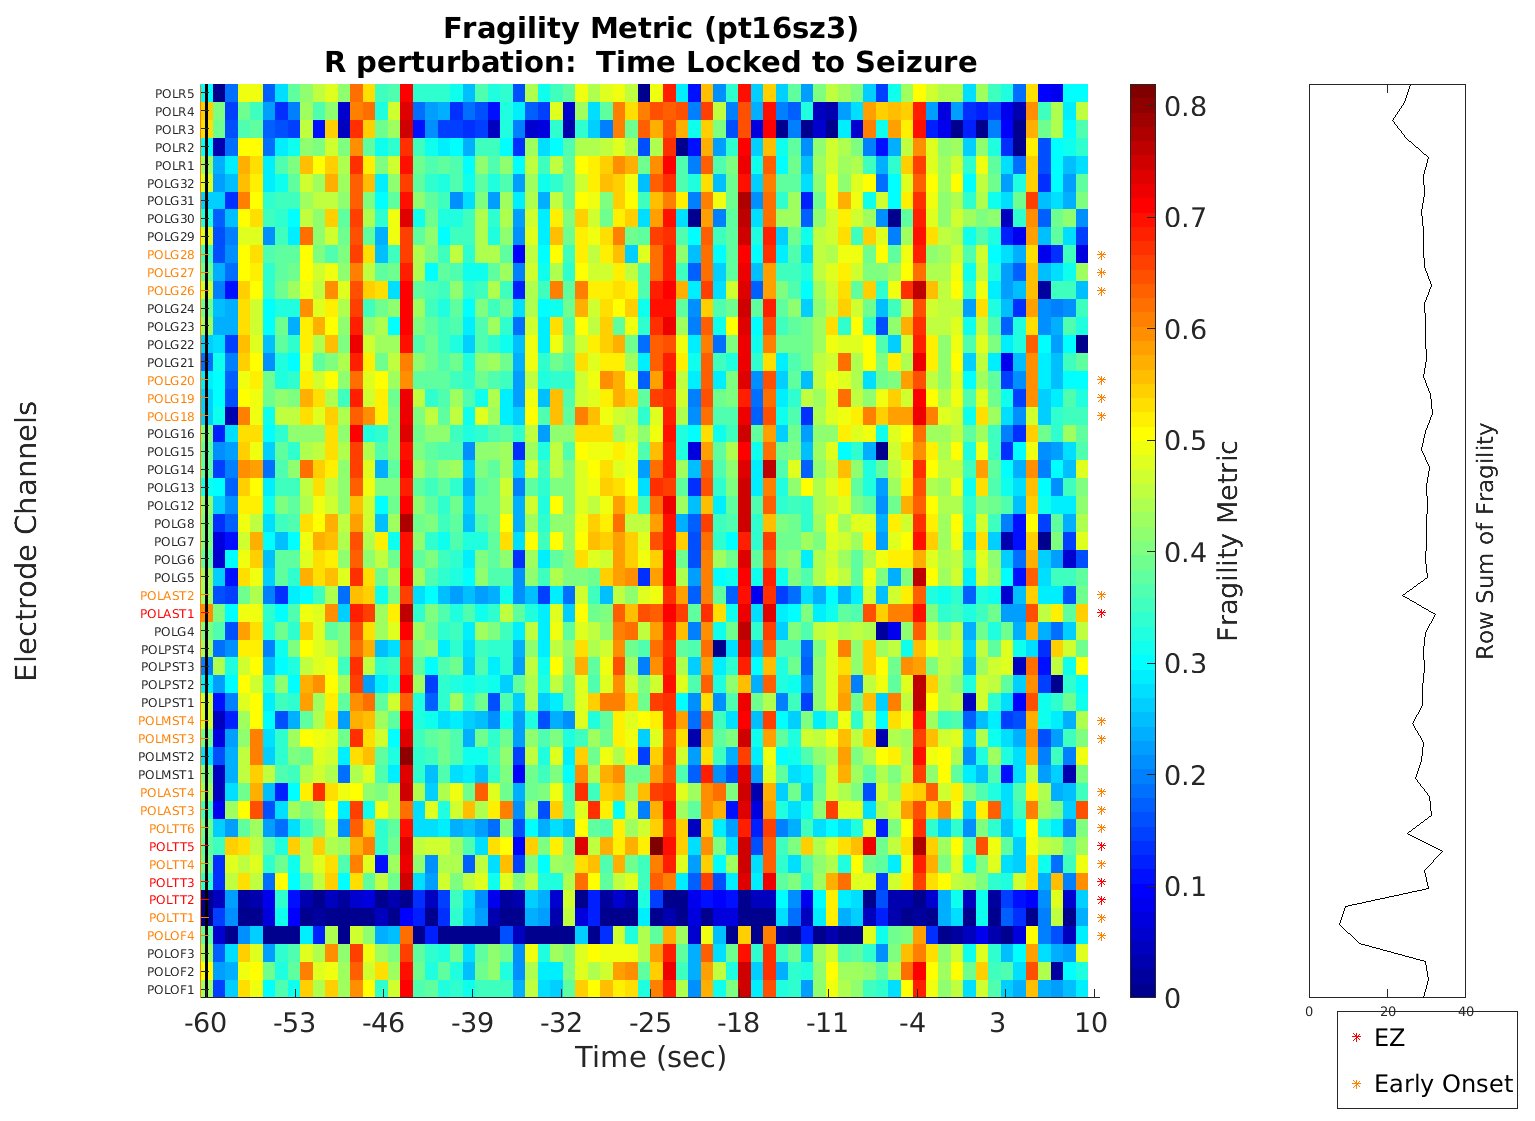 Fragility Metric (pt16sz3)
R perturbation: Time Locked to Seizure
Electrode Channels
POLR5
POLR4
POLR3
POLR2
POLR1
POLG32
POLG31
POLG30
POLG29
POLG28
POLG27
POLG26
POLG24
POLG23
POLG22
POLG21
POLG20
POLG19
POLG18
POLG16
POLG15
POLG14
POLG13
POLG12
POLG8
POLG7
POLG6
POLG5
POLAST2
POLAST1
POLG4
POLPST4
POLPST3
POLPST2
POLPST1
POLMST4
POLMST3
POLMST2
POLMST1
POLAST4
POLAST3
POLTT6
POLTT5
POLTT4
POLTT3
POLTT2
POLTT1
POLOF4
POLOF3
POLOF2
POLOF1
-60 -53 -46 -39 -32 -25 -18 -11 -4 3 10
Time (sec)
0.8
0.7
0.6
0.5
0.4
0.3
0.2
0.1
0
Fragility Metric
0 20 40
Row Sum of Fragility
EZ
Early Onset